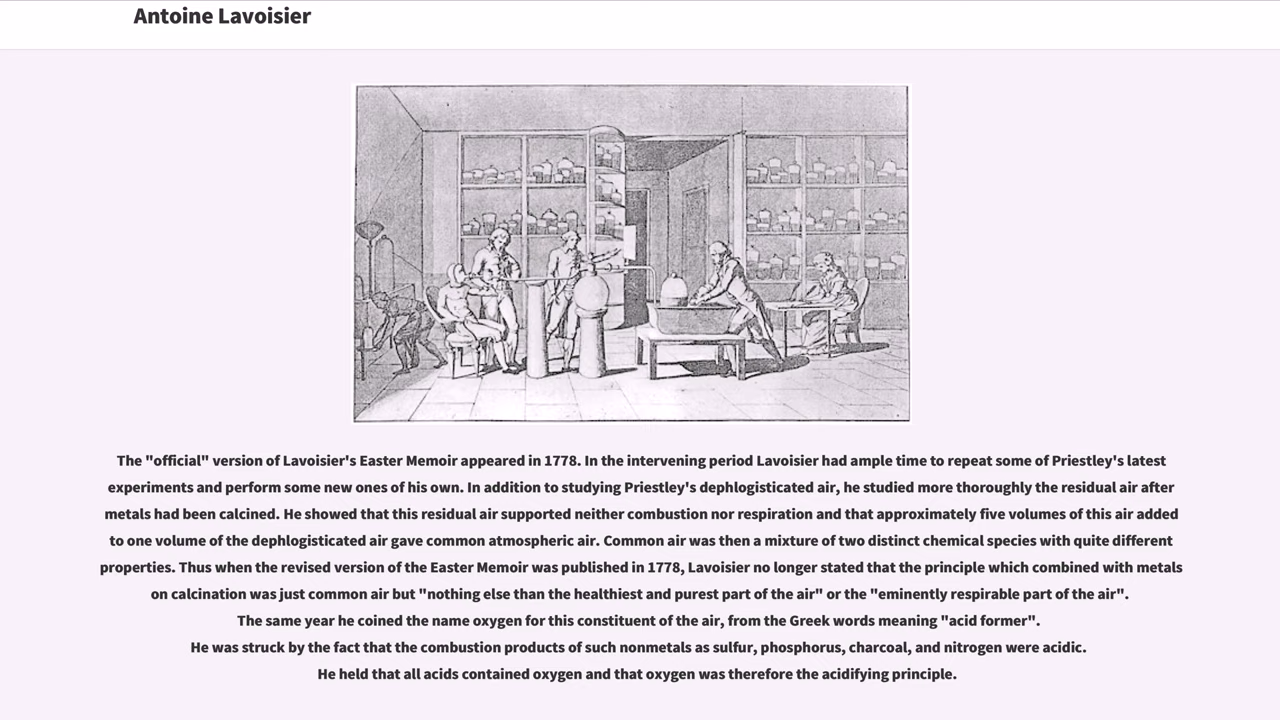 Antoine Lavoisier
The "official" version of Lavoisier's Easter Memoir appeared in 1778. In the intervening period Lavoisier had ample time to repeat some of Priestley's latest
experiments and perform some new ones of his own. In addition to studying Priestley's dephlogisticated air, he studied more thoroughly the residual air after
metals had been calcined. He showed that this residual air supported neither combustion nor respiration and that approximately five volumes of this air added
to one volume of the dephlogisticated air gave common atmospheric air. Common air was then a mixture of two distinct chemical species with quite different
properties. Thus when the revised version of the Easter Memoir was published in 1778, Lavoisier no longer stated that the principle which combined with metals
on calcination was just common air but "nothing else than the healthiest and purest part of the air" or the "eminently respirable part of the air".
The same year he coined the name oxygen for this constituent of the air, from the Greek words meaning "acid former".
He was struck by the fact that the combustion products of such nonmetals as sulfur, phosphorus, charcoal, and nitrogen were acidic.
He held that all acids contained oxygen and that oxygen was therefore the acidifying principle.